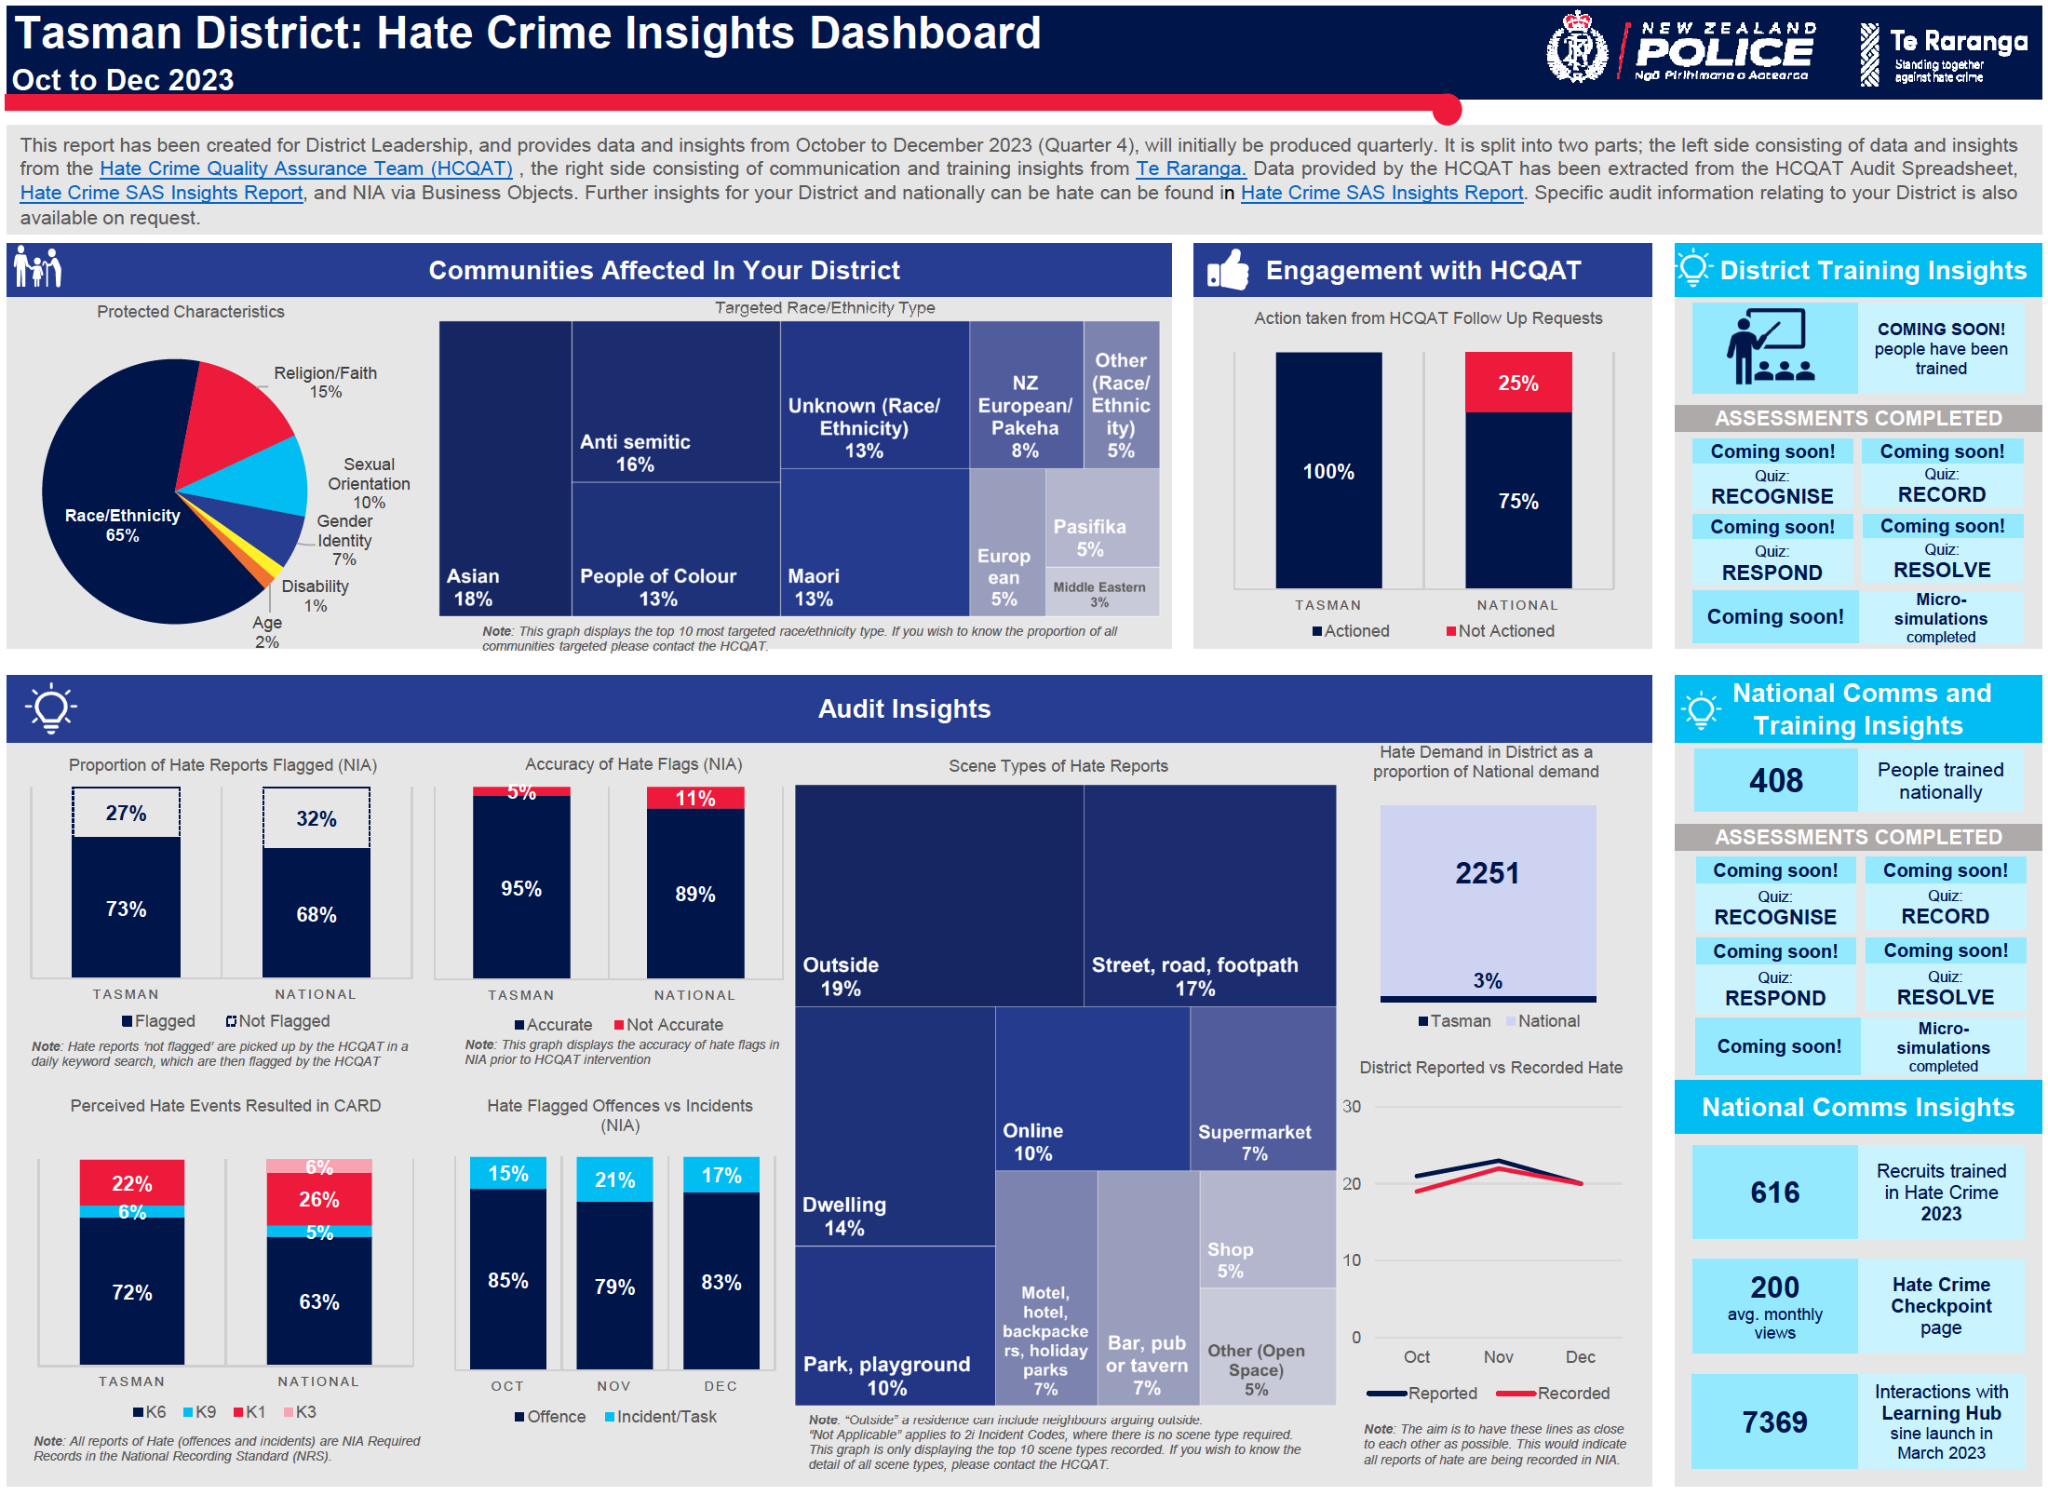 Tasman District: Hate Crime Insights Dashboard
Oct to Dec 2023
NEW ZEALAND
POLICE
Ngā Pirihimana o Aotearoa
Te Raranga
Standing together
against hate crime
This report has been created for District Leadership, and provides data and insights from October to December 2023 (Quarter 4), will initially be produced quarterly. It is split into two parts; the left side consisting of data and insights
from the Hate Crime Quality Assurance Team (HCQAT) , the right side consisting of communication and training insights from Te Raranga. Data provided by the HCQAT has been extracted from the HCQAT Audit Spreadsheet,
Hate Crime SAS Insights Report, and NIA via Business Objects. Further insights for your District and nationally can be hate can be found in Hate Crime SAS Insights Report. Specific audit information relating to your District is also
available on request.
Communities Affected In Your District
Protected Characteristics
Religion/Faith
15%
Sexual
Orientation
10%
Gender
Identity
7%
Disability
1%
Age
2%
Race/Ethnicity
65%
Targeted Race/Ethnicity Type
Asian
18%
Anti semitic
16%
People of Colour
13%
Unknown (Race/
Ethnicity)
13%
Maori
13%
NZ
European/
Pakeha
8%
Other
(Race/
Ethnic
ity)
5%
Europ
ean
5%
Pasifika
5%
Middle Eastern
3%
Note: This graph displays the top 10 most targeted race/ethnicity type. If you wish to know the proportion of all
communities targeted please contact the HCQAT.
Engagement with HCQAT
Action taken from HCQAT Follow Up Requests
100%
25%
75%
TASMAN
NATIONAL
Actioned
Not Actioned
District Training Insights
COMING SOON!
people have been
trained
ASSESSMENTS COMPLETED
Coming soon!
Quiz:
RECOGNISE
Coming soon!
Quiz:
RECORD
Coming soon!
Quiz:
RESPOND
Coming soon!
Quiz:
RESOLVE
Coming soon!
Micro-
simulations
completed
Audit Insights
Proportion of Hate Reports Flagged (NIA)
27%
73%
32%
68%
TASMAN
NATIONAL
Flagged
Not Flagged
Note: Hate reports 'not flagged' are picked up by the HCQAT in a
daily keyword search, which are then flagged by the HCQAT
Accuracy of Hate Flags (NIA)
5%
95%
11%
89%
TASMAN
NATIONAL
Accurate
Not Accurate
Note: This graph displays the accuracy of hate flags in
NIA prior to HCQAT intervention
Perceived Hate Events Resulted in CARD
22%
6%
72%
6%
26%
5%
63%
TASMAN
NATIONAL
K6
K9
K1
K3
Note: All reports of Hate (offences and incidents) are NIA Required
Records in the National Recording Standard (NRS).
Hate Flagged Offences vs Incidents
(NIA)
15%
85%
21%
79%
17%
83%
OCT
NOV
DEC
Offence
Incident/Task
Scene Types of Hate Reports
Outside
19%
Street, road, footpath
17%
Dwelling
14%
Online
10%
Supermarket
7%
Park, playground
10%
Motel,
hotel,
backpacke
rs, holiday
parks
7%
Bar, pub
or tavern
7%
Shop
5%
Other (Open
Space)
5%
Note. "Outside" a residence can include neighbours arguing outside.
"Not Applicable" applies to 2i Incident Codes, where there is no scene type required.
This graph is only displaying the top 10 scene types recorded. If you wish to know the
detail of all scene types, please contact the HCQAT.
Hate Demand in District as a
proportion of National demand
2251
3%
Tasman
National
District Reported vs Recorded Hate
30
20
10
0
Oct
Nov
Dec
Reported
Recorded
Note: The aim is to have these lines as close
to each other as possible. This would indicate
all reports of hate are being recorded in NIA.
National Comms and
Training Insights
408
People trained
nationally
ASSESSMENTS COMPLETED
Coming soon!
Quiz:
RECOGNISE
Coming soon!
Quiz:
RECORD
Coming soon!
Quiz:
RESPOND
Coming soon!
Quiz:
RESOLVE
Coming soon!
Micro-
simulations
completed
National Comms Insights
616
Recruits trained
in Hate Crime
2023
200
avg. monthly
views
Hate Crime
Checkpoint
page
7369
Interactions with
Learning Hub
sine launch in
March 2023